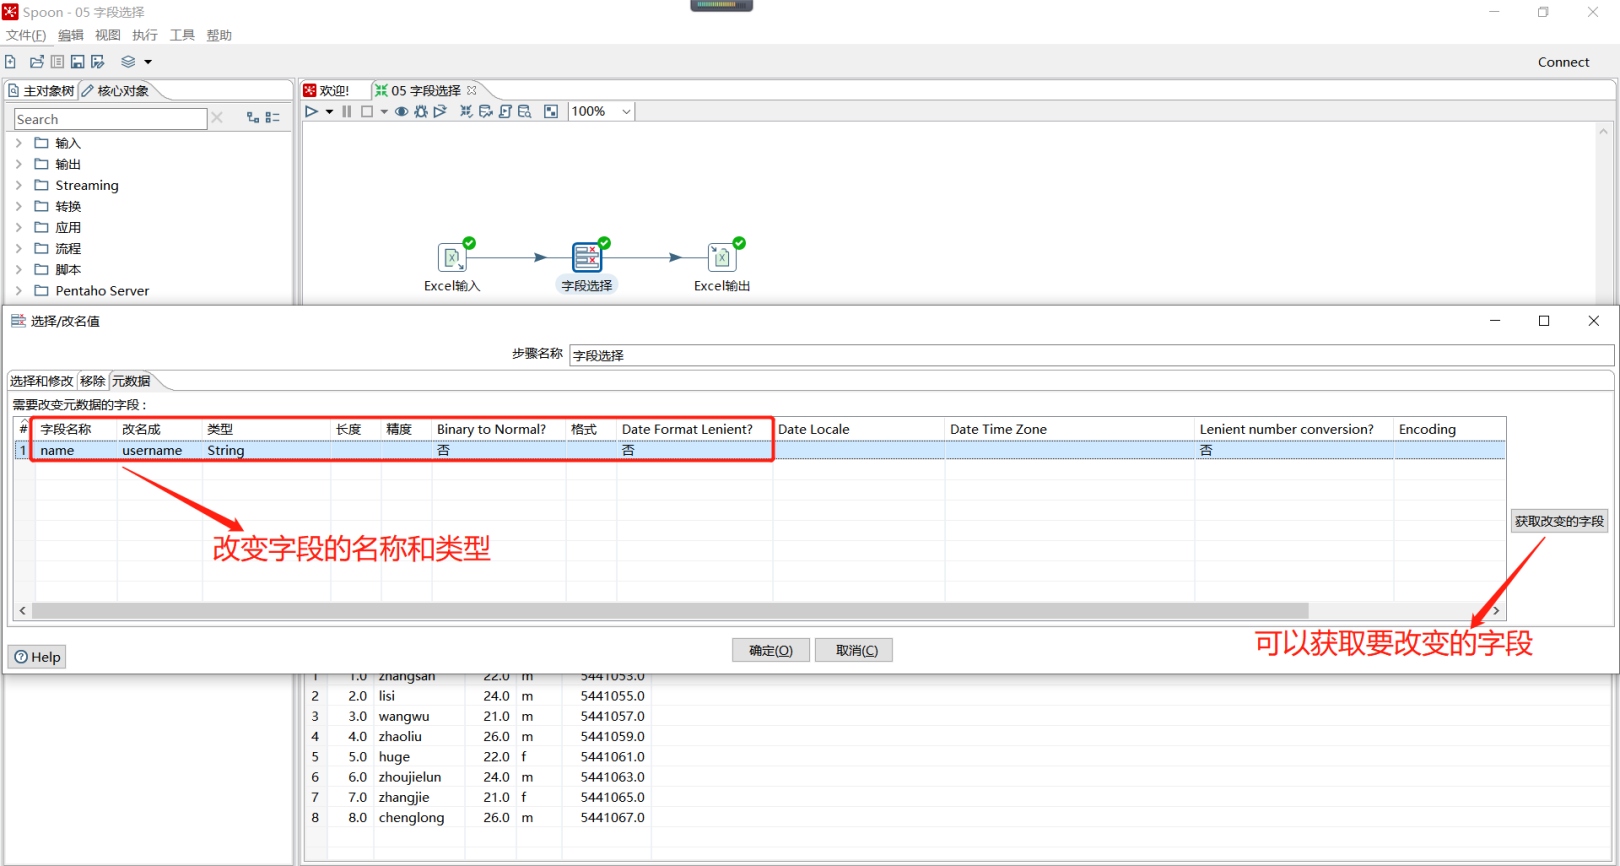 Spoon - 05 字段选择
文件(F) 编辑 视图 执行 工具 帮助
Connect
主对象树 核心对象
欢迎! 05 字段选择
Search
100%
输入
输出
Streaming
转换
应用
流程
脚本
Pentaho Server
Excel输入 字段选择 Excel输出
选择/改名值
步骤名称 字段选择
选择和修改 移除 元数据
需要改变元数据的字段 :
# 字段名称 改名成 类型 长度 精度 Binary to Normal? 格式 Date Format Lenient? Date Locale Date Time Zone Lenient number conversion? Encoding
1 name username String 否 否 否
获取改变的字段
改变字段的名称和类型
可以获取要改变的字段
确定(O) 取消(C)
Help
1 1.0 zhangsan 22.0 m 5441053.0
2 2.0 lisi 24.0 m 5441055.0
3 3.0 wangwu 21.0 m 5441057.0
4 4.0 zhaoliu 26.0 m 5441059.0
5 5.0 huge 22.0 f 5441061.0
6 6.0 zhoujielun 24.0 m 5441063.0
7 7.0 zhangjie 21.0 f 5441065.0
8 8.0 chenglong 26.0 m 5441067.0